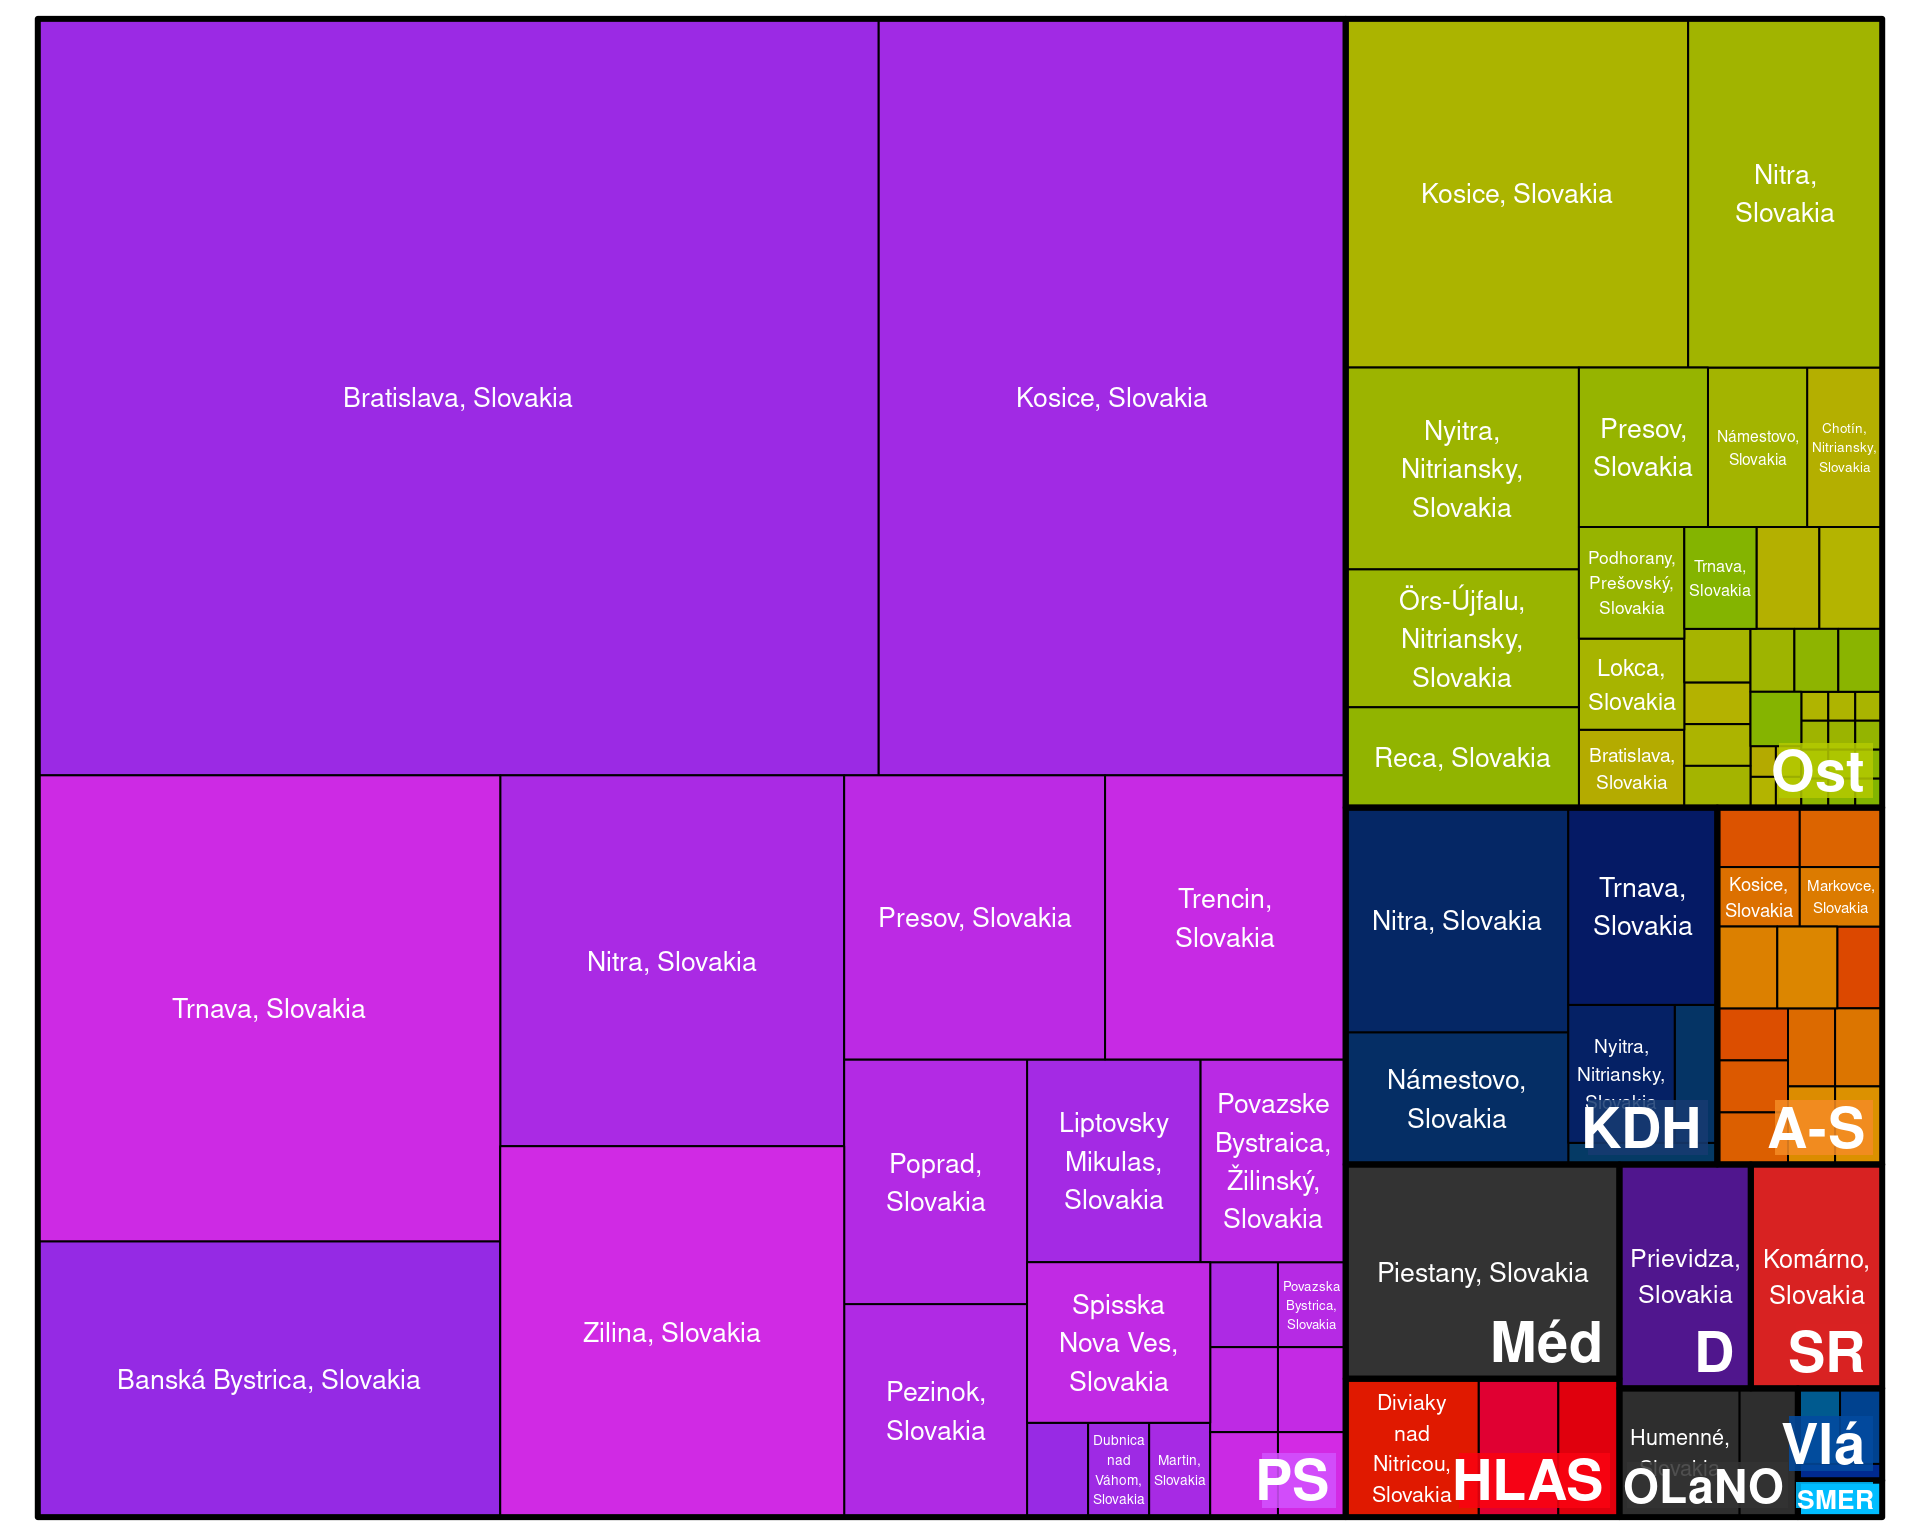 Bratislava, Slovakia
Kosice, Slovakia
Trnava, Slovakia
Banská Bystrica, Slovakia
Nitra, Slovakia
Zilina, Slovakia
Presov, Slovakia
Trencin,
Slovakia
Poprad,
Slovakia
Pezinok,
Slovakia
Liptovsky
Mikulas,
Slovakia
Povazske
Bystraica,
Žilinský,
Slovakia
Spisska
Nova Ves,
Slovakia
Dubnica
nad
Váhom,
Slovakia
Martin,
Slovakia
Povazska
Bystrica,
Slovakia
PS
Kosice, Slovakia
Nitra,
Slovakia
Nyitra,
Nitriansky,
Slovakia
Örs-Újfalu,
Nitriansky,
Slovakia
Reca, Slovakia
Presov,
Slovakia
Námestovo,
Slovakia
Chotín,
Nitriansky,
Slovakia
Podhorany,
Prešovský,
Slovakia
Trnava,
Slovakia
Lokca,
Slovakia
Bratislava,
Slovakia
Ost
Nitra, Slovakia
Námestovo,
Slovakia
Trnava,
Slovakia
Nyitra,
Nitriansky,
Slovakia
KDH
Kosice,
Slovakia
Markovce,
Slovakia
A-S
Piestany, Slovakia
Méd
Prievidza,
Slovakia
D
Komárno,
Slovakia
SR
Diviaky
nad
Nitricou,
Slovakia
HLAS
Humenné,
Slovakia
OLaNO
Vlá
SMER